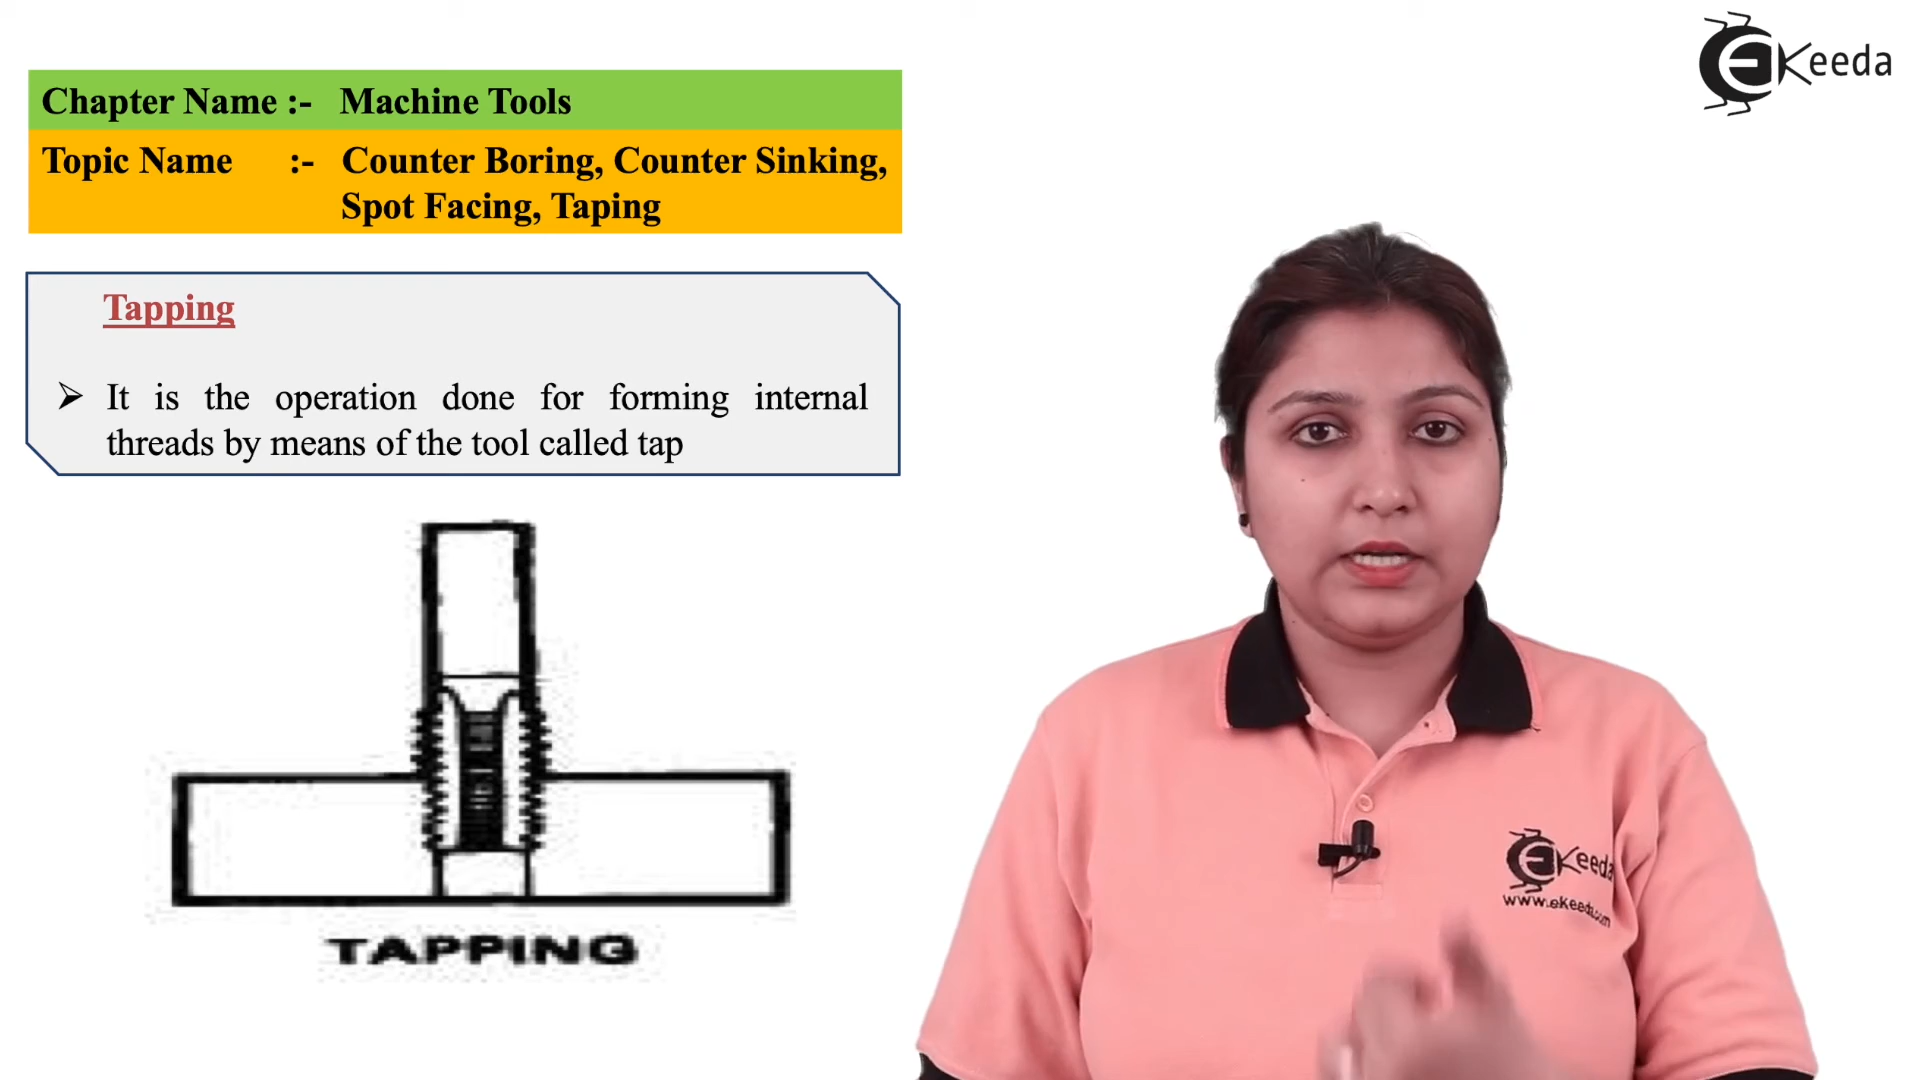 Keeda
Chapter Name :- Machine Tools
Topic Name :- Counter Boring, Counter Sinking,
Spot Facing, Taping
Tapping
➢ It is the operation done for forming internal
threads by means of the tool called tap
TAPPING
Keeda
www.ekeeda.com